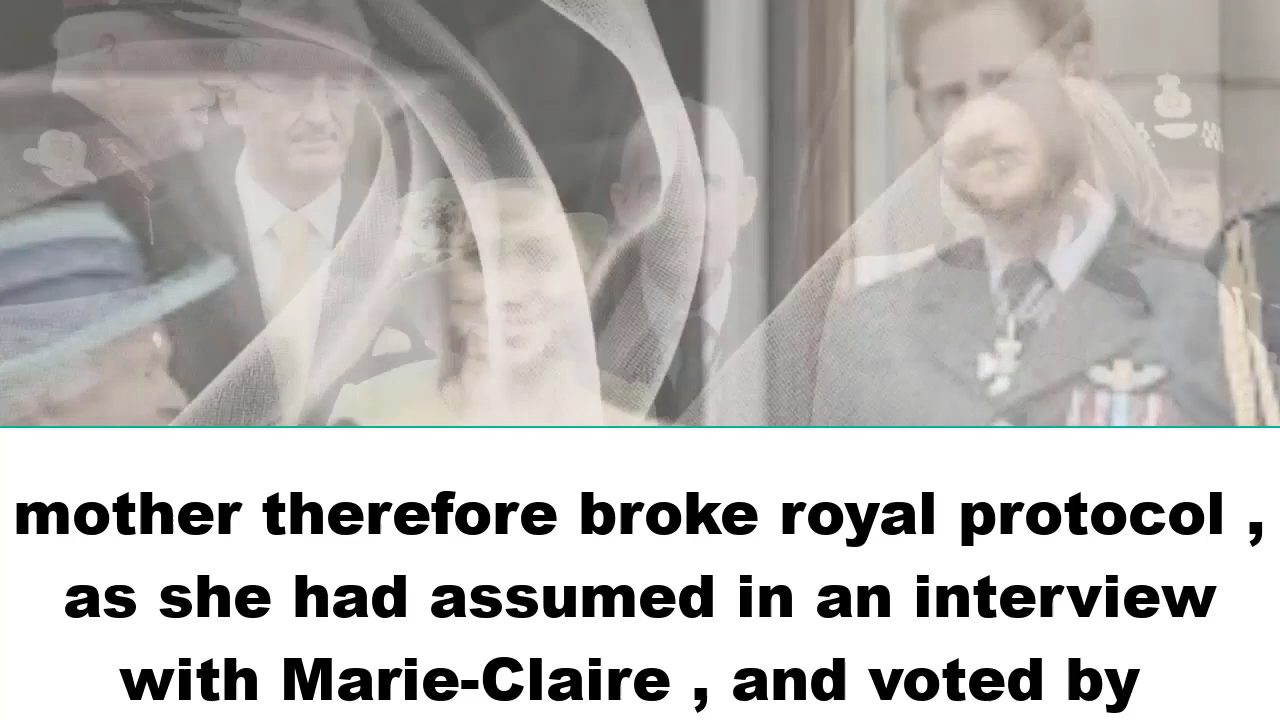 mother therefore broke royal protocol ,
as she had assumed in an interview
with Marie-Claire , and voted by